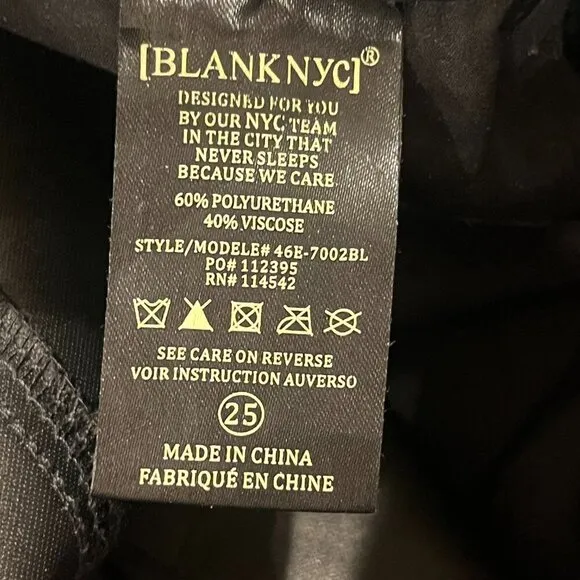 [BLANKNYC]®
DESIGNED FOR YOU
BY OUR NYC TEAM
IN THE CITY THAT
NEVER SLEEPS
BECAUSE WE CARE
60% POLYURETHANE
40% VISCOSE
STYLE/MODELE# 46E-7002BL
PO# 112395
RN# 114542
SEE CARE ON REVERSE
VOIR INSTRUCTION AUVERSO
25
MADE IN CHINA
FABRIQUÉ EN CHINE